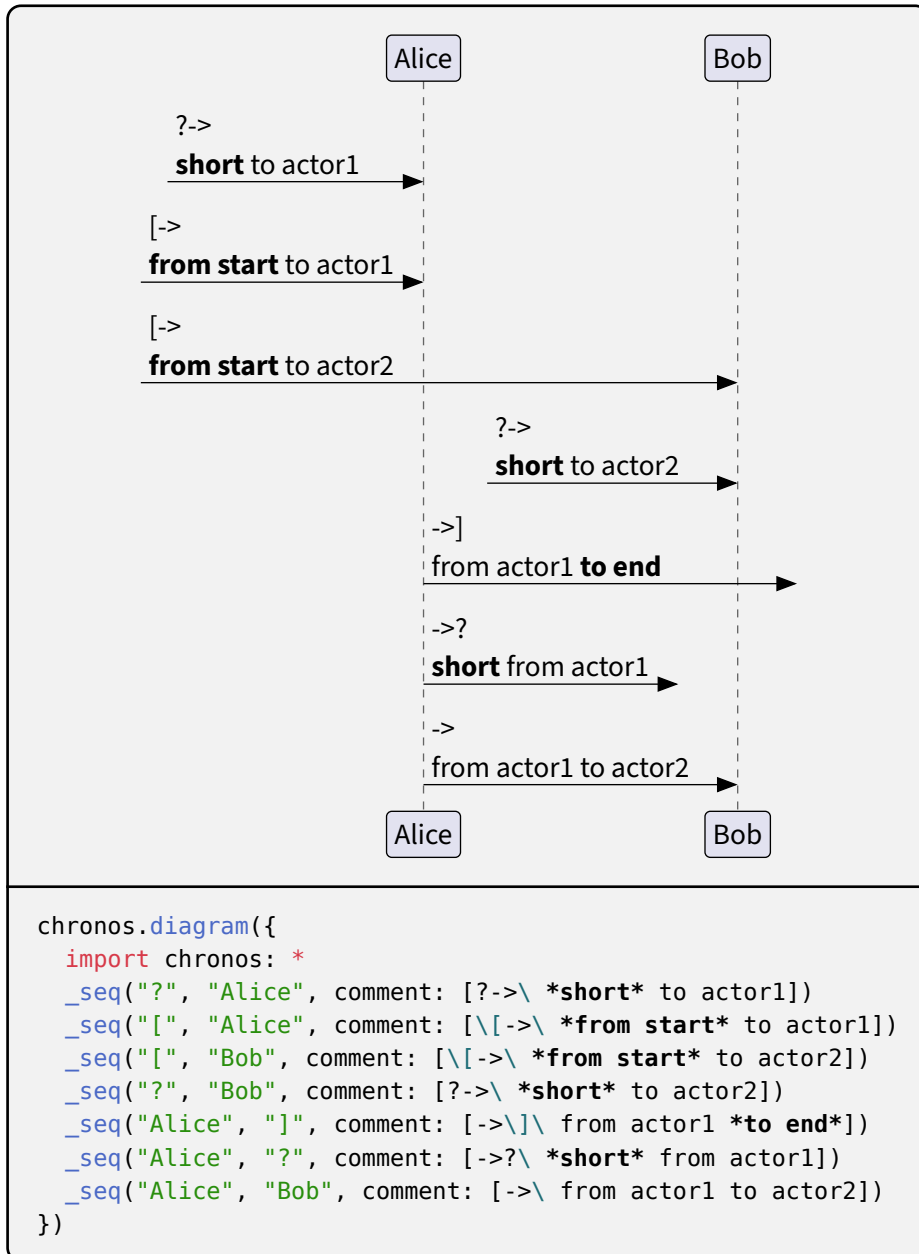 Alice Bob
?->
short to actor1
[->
from start to actor1
[->
from start to actor2
?->
short to actor2
->]
from actor1 to end
->?
short from actor1
->
from actor1 to actor2
Alice Bob
chronos.diagram({
  import chronos: *
  _seq("?", "Alice", comment: [?->\ *short* to actor1])
  _seq("[", "Alice", comment: [\[->\ *from start* to actor1])
  _seq("[", "Bob", comment: [\[->\ *from start* to actor2])
  _seq("?", "Bob", comment: [?->\ *short* to actor2])
  _seq("Alice", "]", comment: [->\]\ from actor1 *to end*])
  _seq("Alice", "?", comment: [->?\ *short* from actor1])
  _seq("Alice", "Bob", comment: [->\ from actor1 to actor2])
})